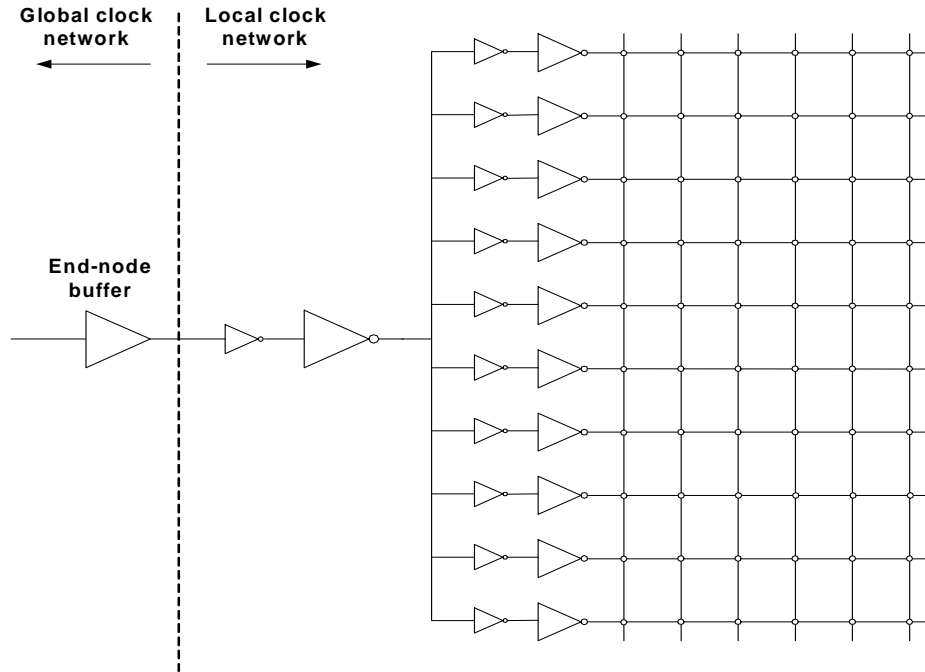 Global clock
network
Local clock
network
End-node
buffer